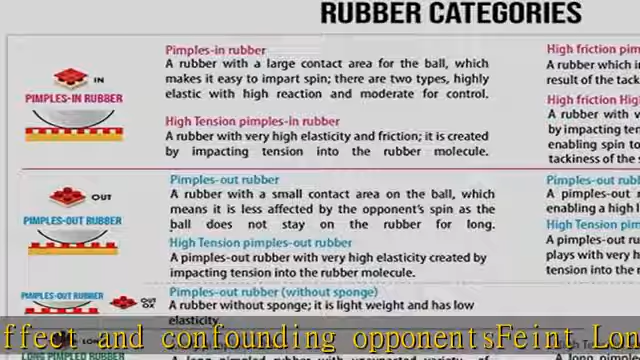 RUBBER CATEGORIES
IN
PIMPLES-IN RUBBER
Pimples-in rubber
A rubber with a large contact area for the ball, which
makes it easy to impart spin; there are two types, highly
elastic with high reaction and moderate for control.
High Tension pimples-in rubber
A rubber with very high elasticity and friction; it is created
by impacting tension into the rubber molecule.
High friction pim
A rubber which in
result of the tack
High friction High
A rubber with v
by impacting ten
enabling spin to
tackiness of the s
OUT
PIMPLES-OUT RUBBER
Pimples-out rubber
A rubber with a small contact area on the ball, which
means it is less affected by the opponent's spin as the
ball does not stay on the rubber for long.
High Tension pimples-out rubber
A pimples-out rubber with very high elasticity created by
impacting tension into the rubber molecule.
Pimples-out rubb
A pimples-out r
enabling a high l
High Tension pim
A pimples-out ru
plays with very h
tension into the
PIMPLES-OUT RUBBER
OUT
OX
Pimples-out rubber (without sponge)
A rubber without sponge; it is light weight and has low
elasticity.
ffect and confounding opponentsFeint Lon
LONG PIMPLED RUBBER